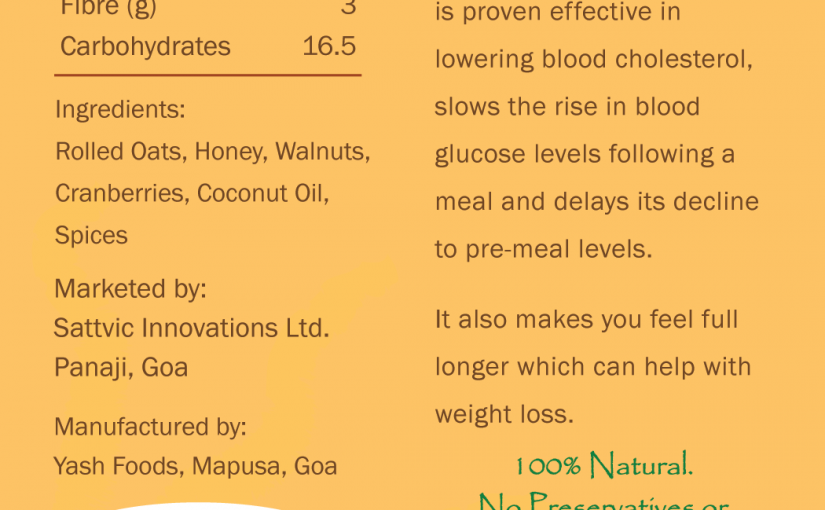 Fibre (g) 3
Carbohydrates 16.5
Ingredients:
Rolled Oats, Honey, Walnuts,
Cranberries, Coconut Oil,
Spices
Marketed by:
Sattvic Innovations Ltd.
Panaji, Goa
Manufactured by:
Yash Foods, Mapusa, Goa
is proven effective in
lowering blood cholesterol,
slows the rise in blood
glucose levels following a
meal and delays its decline
to pre-meal levels.
It also makes you feel full
longer which can help with
weight loss.
100% Natural.
No Preservatives or